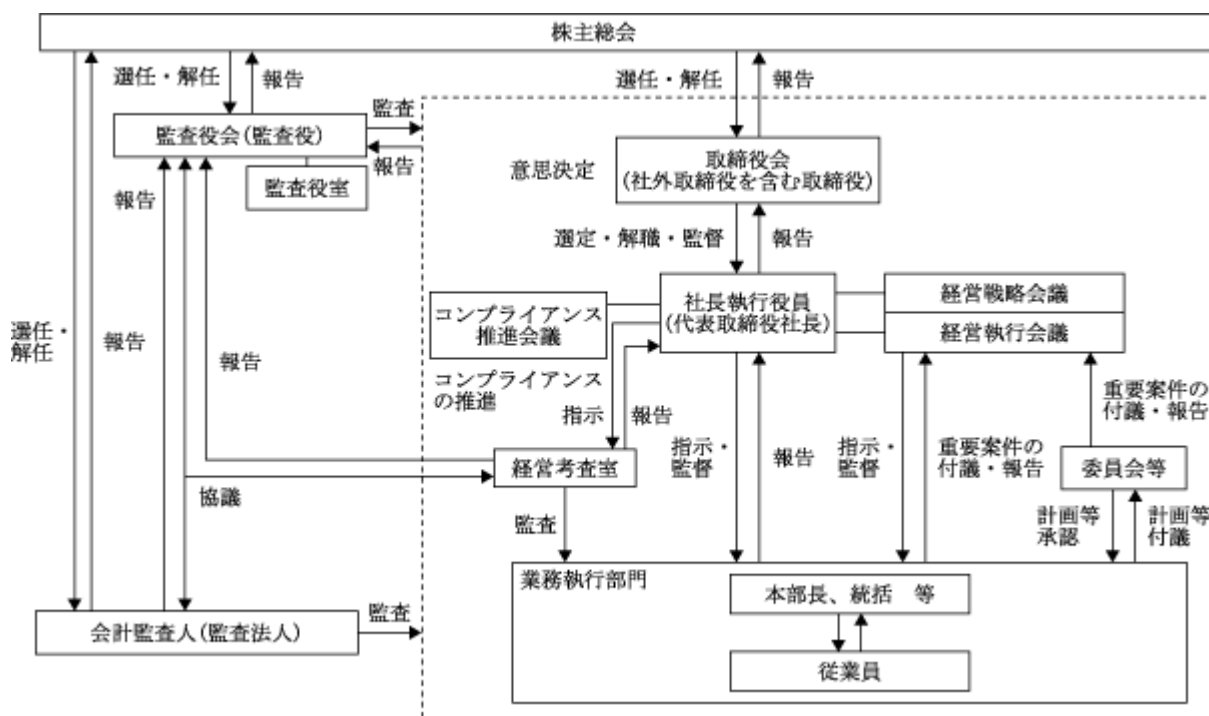 株主総会
選任・解任
報告
選任・解任
報告
監査
監査役会(監査役)
報告
監査役室
報告
意思決定
取締役会
(社外取締役を含む取締役)
選定・解職・監督
報告
コンプライアンス
推進会議
社長執行役員
(代表取締役社長)
経営戦略会議
経営執行会議
選任・
解任
報告
報告
コンプライアンス
の推進
指示
報告
重要案件の
付議・報告
指示・
監督
報告
指示・
監督
重要案件の
付議・報告
経営考査室
委員会等
協議
監査
計画等
承認
計画等
付議
業務執行部門
本部長、統括 等
会計監査人(監査法人)
監査
従業員